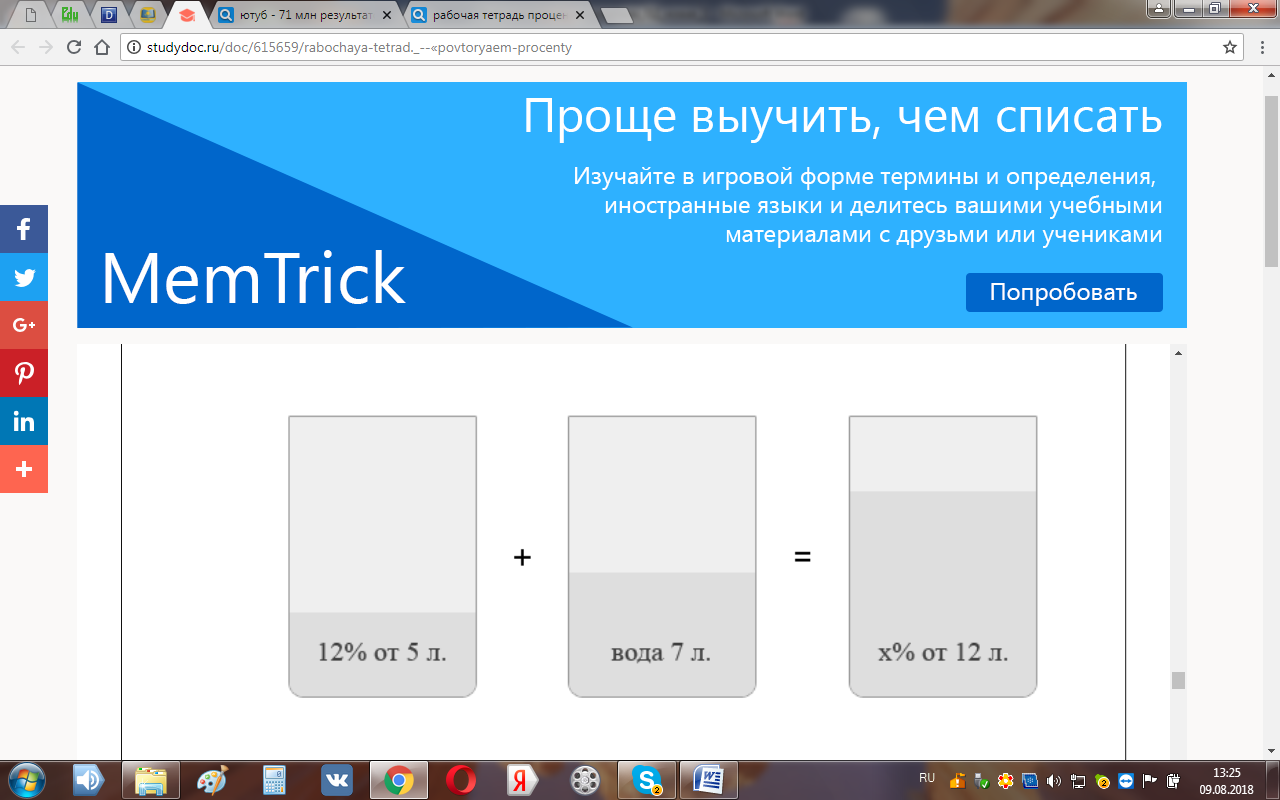 ютуб - 71 млн результат
рабочая тетрадь процен
studydoc.ru/doc/615659/rabochaya-tetrad._--«povtoryaem-procenty
Проще выучить, чем списать
Изучайте в игровой форме термины и определения,
иностранные языки и делитесь вашими учебными
материалами с друзьми или учениками
MemTrick
Попробовать
12% от 5 л.
+
вода 7 л.
=
x% от 12 л.
RU
13:25
09.08.2018